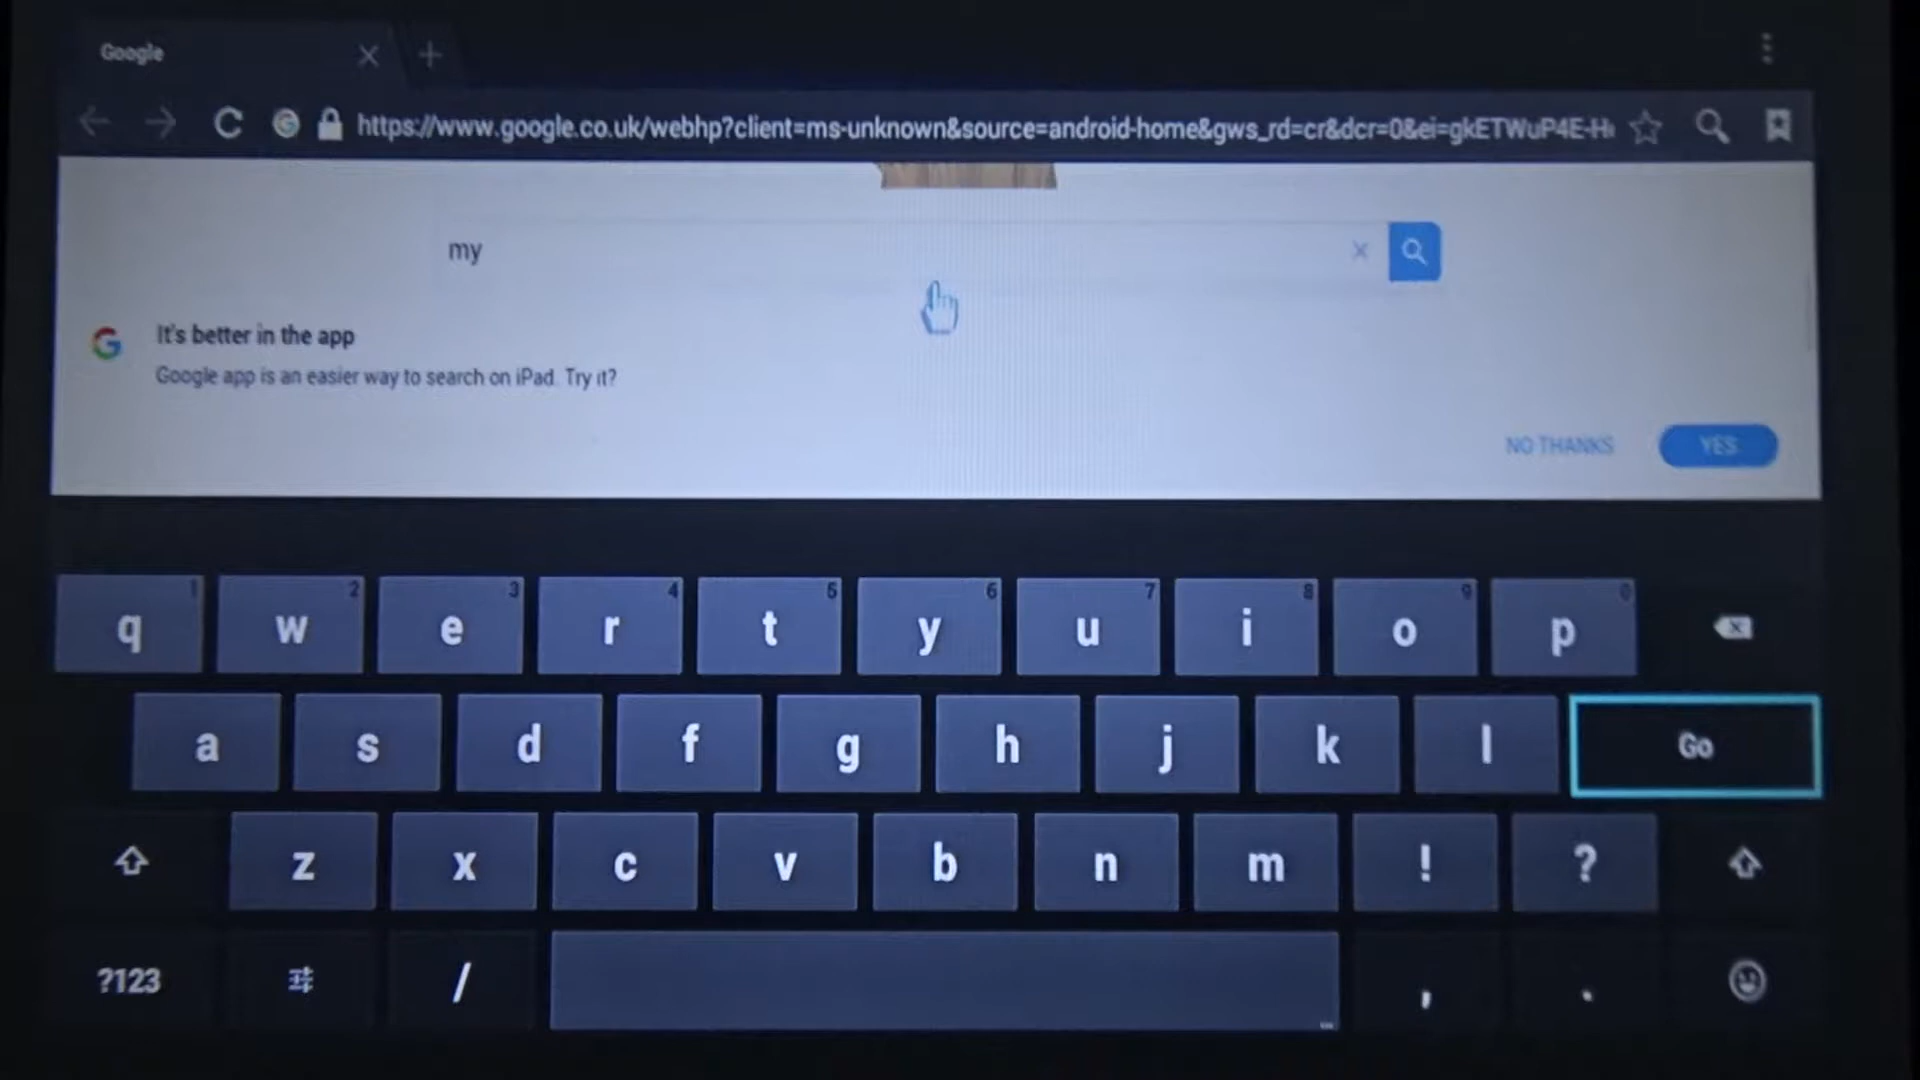 Google
https://www.google.co.uk/webhp?client=ms-unknown&source=android-home&gws_rd=cr&dcr=0&ei=gkETWuP4E-H
my
It's better in the app
Google app is an easier way to search on iPad. Try it?
NO THANKS YES
1 2 3 4 5 6 7 8 9 0
q w e r t y u i o p
a s d f g h j k l Go
z x c v b n m ! ?
?123 / , .